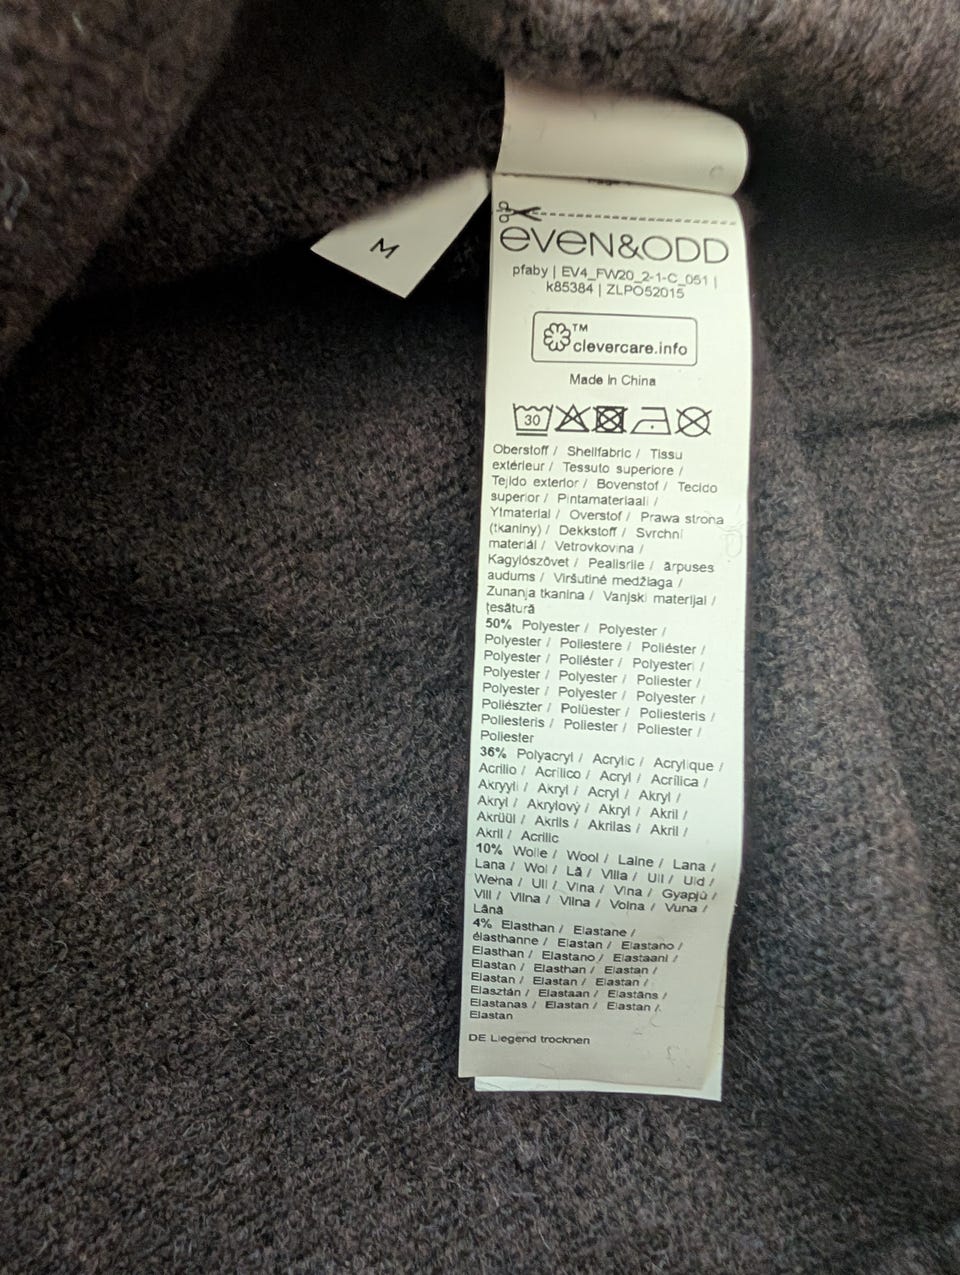 M
even&odd
pfaby | EV4_FW20_2-1-C_051 |
k85384 | ZLPO52015
TM
clevercare.info
Made In China
30
Oberstoff / Shellfabric / Tissu
extérieur / Tessuto superiore /
Tejido exterior / Bovenstof / Tecido
superior / Pintamateriaali /
Ytmaterial / Overstof / Prawa strona
(tkaniny) / Dekkstoff / Svrchní
materiál / Vetrovkovina /
Kagylószövet / Pealisriie / ārpuses
audums / Viršutinė medžiaga /
Zunanja tkanina / Vanjski materijal /
țesătură
50% Polyester / Polyester /
Polyester / Poliestere / Poliéster /
Polyester / Poliéster / Polyesteri /
Polyester / Polyester / Poliester /
Polyester / Polyester / Polyester /
Poliészter / Polüester / Poliesteris /
Poliesteris / Poliester / Poliester /
Poliester
36% Polyacryl / Acrylic / Acrylique /
Acrilio / Acrílico / Acryl / Acrílica /
Akryyli / Akryl / Acryl / Akryl /
Akryl / Akrylový / Akryl / Akril /
Akrüül / Akrils / Akrilas / Akril /
Akril / Acrilic
10% Wolle / Wool / Laine / Lana /
Lana / Wol / Lã / Villa / Ull / Uld /
Wełna / Ull / Vlna / Vlna / Gyapjú /
Vill / Vilna / Vilna / Volna / Vuna /
Lână
4% Elasthan / Elastane /
élasthanne / Elastan / Elastano /
Elasthan / Elastano / Elastaani /
Elastan / Elasthan / Elastan /
Elastan / Elastan / Elastan /
Elasztán / Elastaan / Elastāns /
Elastanas / Elastan / Elastan /
Elastan
DE Liegend trocknen